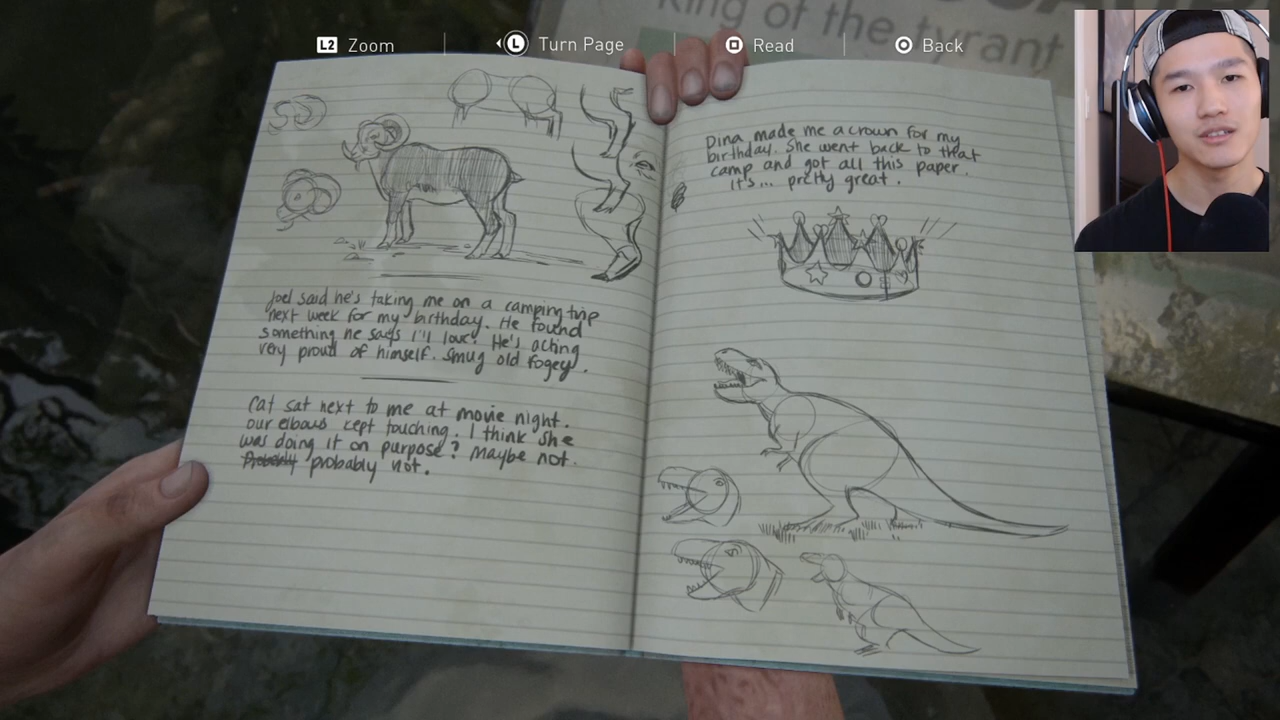 King of the tyrant
L2 Zoom
L Turn Page
Read
Back
Joel said he's taking me on a camping trip
next week for my birthday. He found
something he says I'll love. He's acting
very proud of himself. Smug old fogey.
Cat sat next to me at movie night.
our elbows kept touching. I think she
was doing it on purpose? Maybe not.
Probably probably not.
Dina made me a crown for my
birthday. She went back to that
camp and got all this paper.
It's... pretty great.